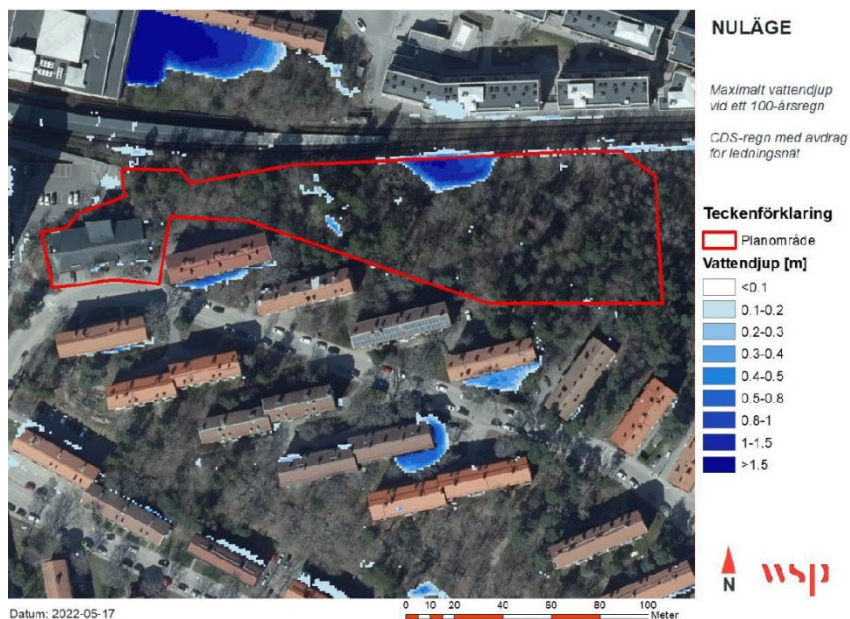 NULÄGE
Maximalt vattendjup
vid ett 100-årsregn
CDS-regn med avdrag
för ledningsnät
Teckenförklaring
Planområde
Vattendjup [m]
<0.1
0.1-0.2
0.2-0.3
0.3-0.4
0.4-0.5
0.5-0.8
0.8-1
1-1.5
>1.5
N
wsp
Datum: 2022-05-17
0 10 20 40 60 80 100
Meter